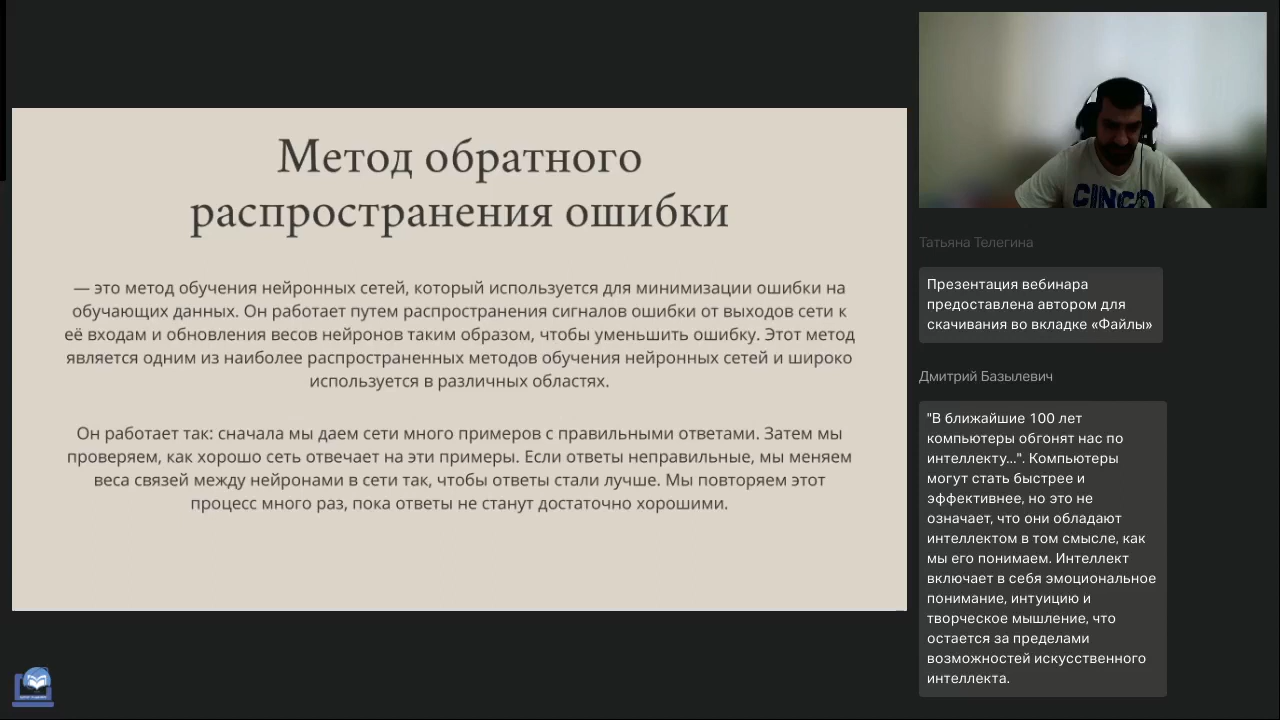 Метод обратного
распространения ошибки
— это метод обучения нейронных сетей, который используется для минимизации ошибки на
обучающих данных. Он работает путем распространения сигналов ошибки от выходов сети к
её входам и обновления весов нейронов таким образом, чтобы уменьшить ошибку. Этот метод
является одним из наиболее распространенных методов обучения нейронных сетей и широко
используется в различных областях.
Он работает так: сначала мы даем сети много примеров с правильными ответами. Затем мы
проверяем, как хорошо сеть отвечает на эти примеры. Если ответы неправильные, мы меняем
веса связей между нейронами в сети так, чтобы ответы стали лучше. Мы повторяем этот
процесс много раз, пока ответы не станут достаточно хорошими.
CINCO
Татьяна Телегина
Презентация вебинара
предоставлена автором для
скачивания во вкладке «Файлы»
Дмитрий Базылевич
"В ближайшие 100 лет
компьютеры обгонят нас по
интеллекту...". Компьютеры
могут стать быстрее и
эффективнее, но это не
означает, что они обладают
интеллектом в том смысле, как
мы его понимаем. Интеллект
включает в себя эмоциональное
понимание, интуицию и
творческое мышление, что
остается за пределами
возможностей искусственного
интеллекта.